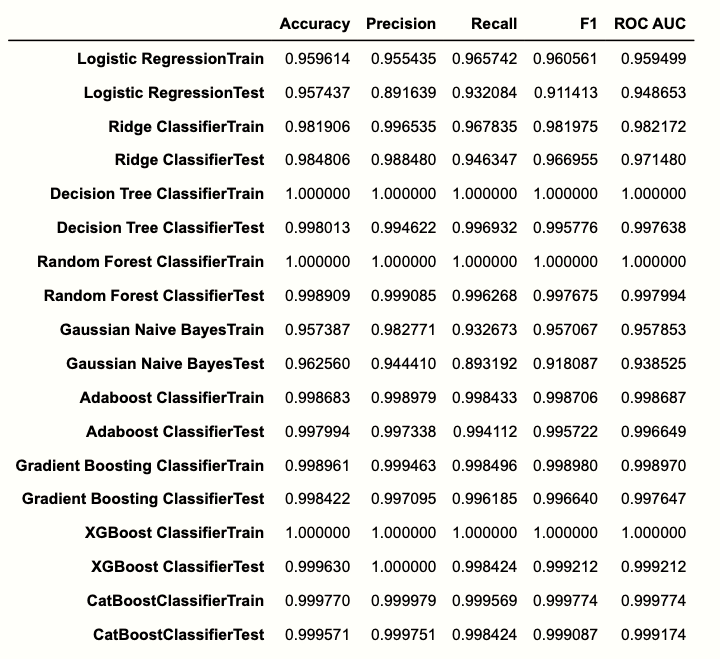 Accuracy Precision Recall F1 ROC AUC
Logistic RegressionTrain 0.959614 0.955435 0.965742 0.960561 0.959499
Logistic RegressionTest 0.957437 0.891639 0.932084 0.911413 0.948653
Ridge ClassifierTrain 0.981906 0.996535 0.967835 0.981975 0.982172
Ridge ClassifierTest 0.984806 0.988480 0.946347 0.966955 0.971480
Decision Tree ClassifierTrain 1.000000 1.000000 1.000000 1.000000 1.000000
Decision Tree ClassifierTest 0.998013 0.994622 0.996932 0.995776 0.997638
Random Forest ClassifierTrain 1.000000 1.000000 1.000000 1.000000 1.000000
Random Forest ClassifierTest 0.998909 0.999085 0.996268 0.997675 0.997994
Gaussian Naive BayesTrain 0.957387 0.982771 0.932673 0.957067 0.957853
Gaussian Naive BayesTest 0.962560 0.944410 0.893192 0.918087 0.938525
Adaboost ClassifierTrain 0.998683 0.998979 0.998433 0.998706 0.998687
Adaboost ClassifierTest 0.997994 0.997338 0.994112 0.995722 0.996649
Gradient Boosting ClassifierTrain 0.998961 0.999463 0.998496 0.998980 0.998970
Gradient Boosting ClassifierTest 0.998422 0.997095 0.996185 0.996640 0.997647
XGBoost ClassifierTrain 1.000000 1.000000 1.000000 1.000000 1.000000
XGBoost ClassifierTest 0.999630 1.000000 0.998424 0.999212 0.999212
CatBoostClassifierTrain 0.999770 0.999979 0.999569 0.999774 0.999774
CatBoostClassifierTest 0.999571 0.999751 0.998424 0.999087 0.999174